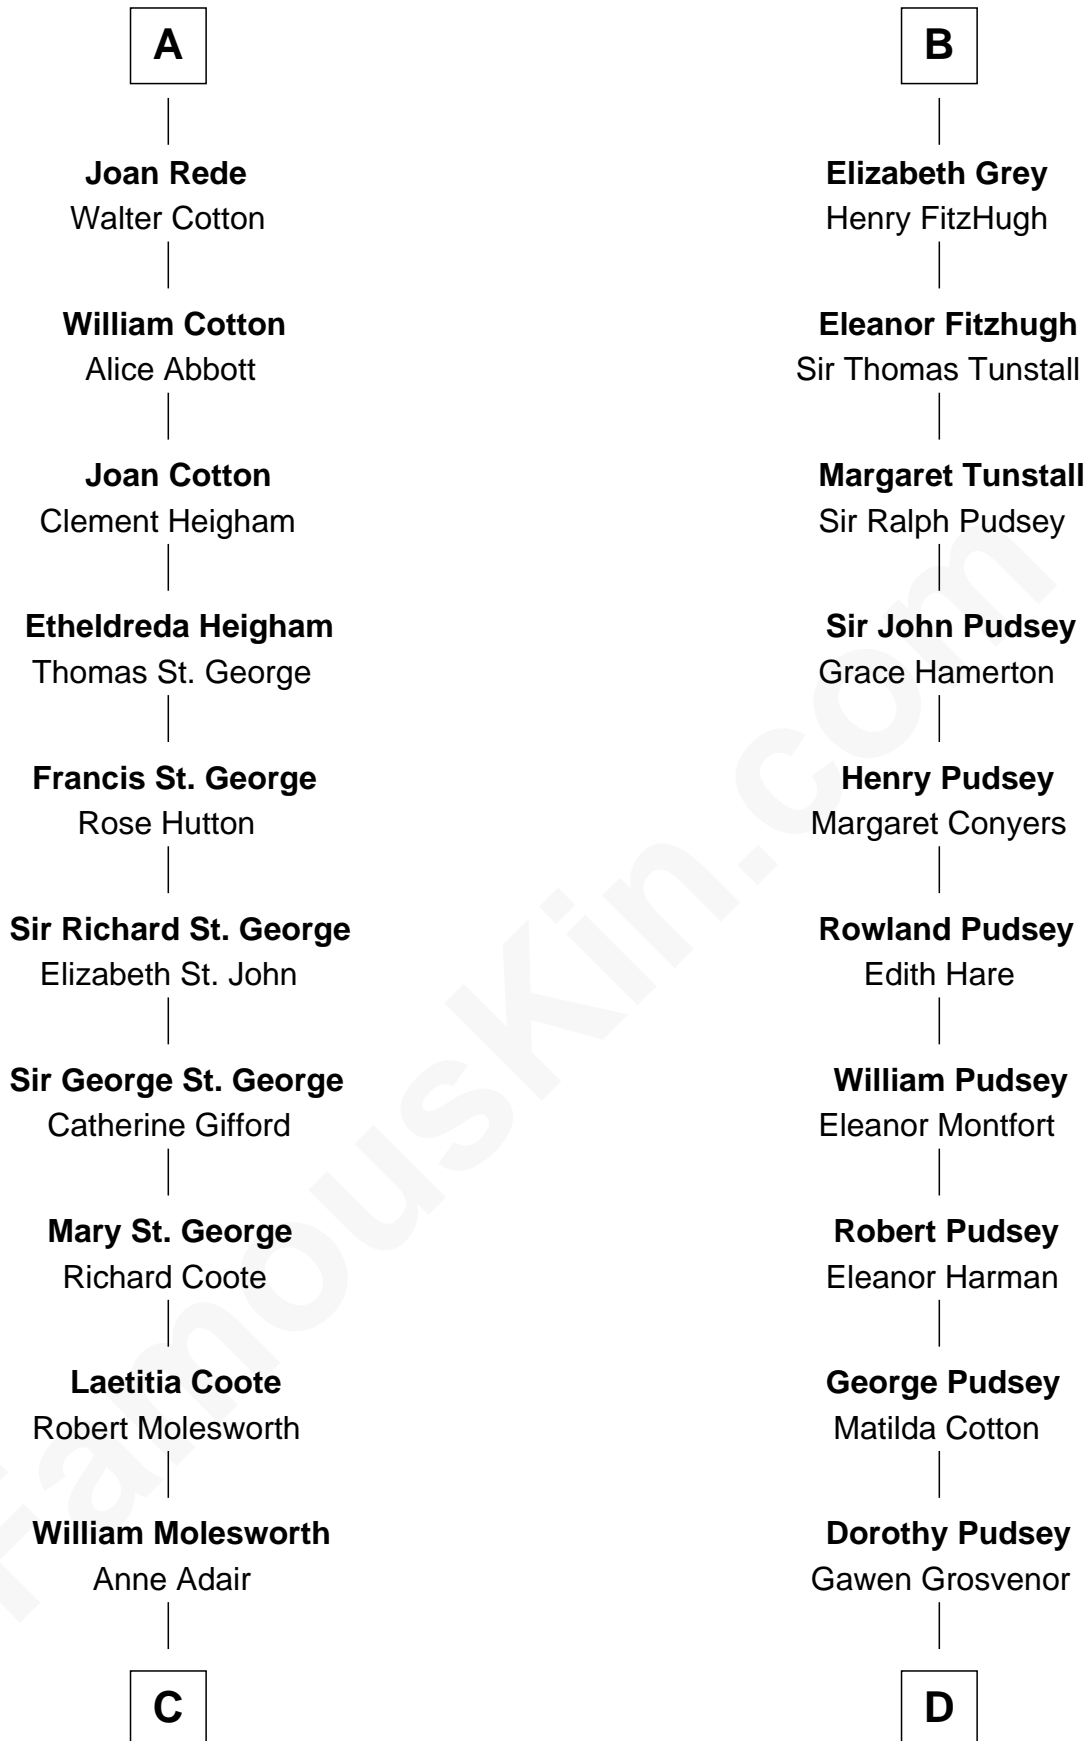 A
Joan Rede
Walter Cotton
William Cotton
Alice Abbott
Joan Cotton
Clement Heigham
Etheldreda Heigham
Thomas St. George
Francis St. George
Rose Hutton
Sir Richard St. George
Elizabeth St. John
Sir George St. George
Catherine Gifford
Mary St. George
Richard Coote
Laetitia Coote
Robert Molesworth
William Molesworth
Anne Adair
C
B
Elizabeth Grey
Henry FitzHugh
Eleanor Fitzhugh
Sir Thomas Tunstall
Margaret Tunstall
Sir Ralph Pudsey
Sir John Pudsey
Grace Hamerton
Henry Pudsey
Margaret Conyers
Rowland Pudsey
Edith Hare
William Pudsey
Eleanor Montfort
Robert Pudsey
Eleanor Harman
George Pudsey
Matilda Cotton
Dorothy Pudsey
Gawen Grosvenor
D
FamousKin.com